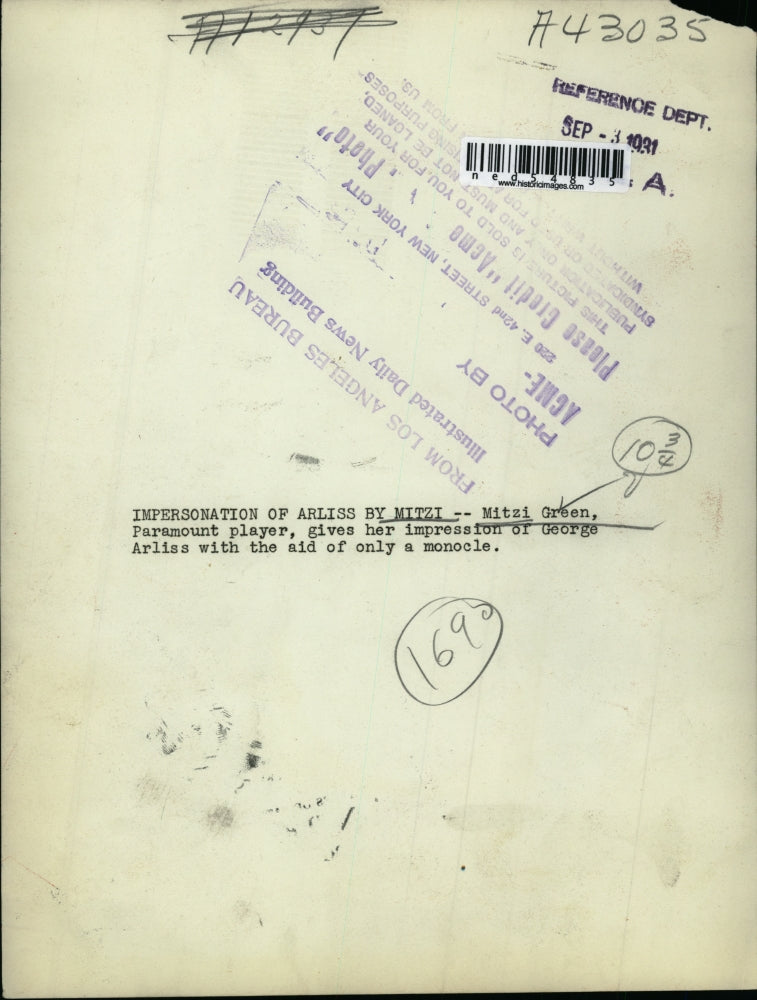 A43035
REFERENCE DEPT.
SEP - 3 1931
ned54835
www.historicimages.com
A.
PHOTO BY
ACME-
220 E. 42nd STREET, NEW YORK CITY
Please Credit "Acme Photo"
THIS PICTURE IS SOLD TO YOU FOR YOUR
PUBLICATION ONLY AND MUST NOT BE LOANED,
SYNDICATED OR USED FOR PURPOSES
WITHOUT FROM US.
FROM LOS ANGELES BUREAU
Illustrated Daily News Building
10 3/4
IMPERSONATION OF ARLISS BY MITZI -- Mitzi Green,
Paramount player, gives her impression of George
Arliss with the aid of only a monocle.
169